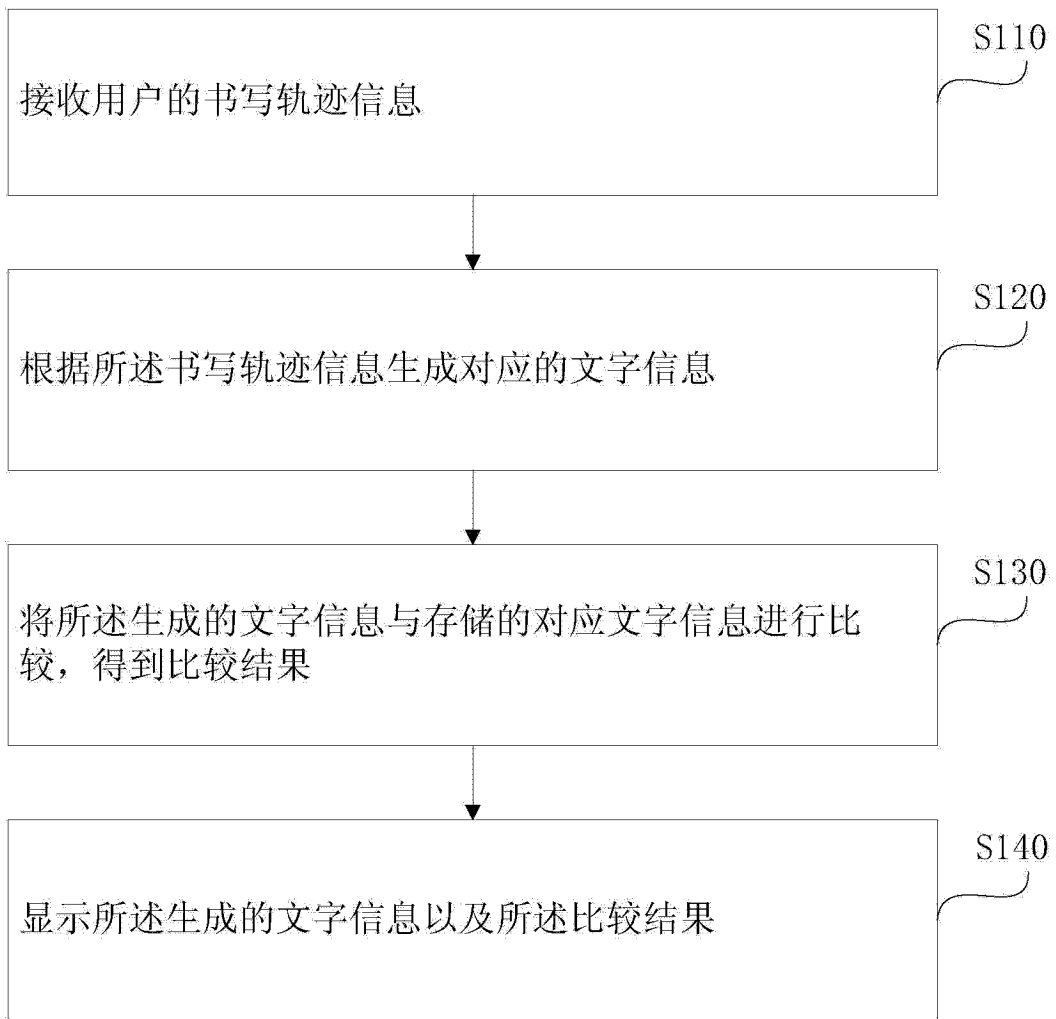 S110
接收用户的书写轨迹信息
S120
根据所述书写轨迹信息生成对应的文字信息
S130
将所述生成的文字信息与存储的对应文字信息进行比
较，得到比较结果
S140
显示所述生成的文字信息以及所述比较结果